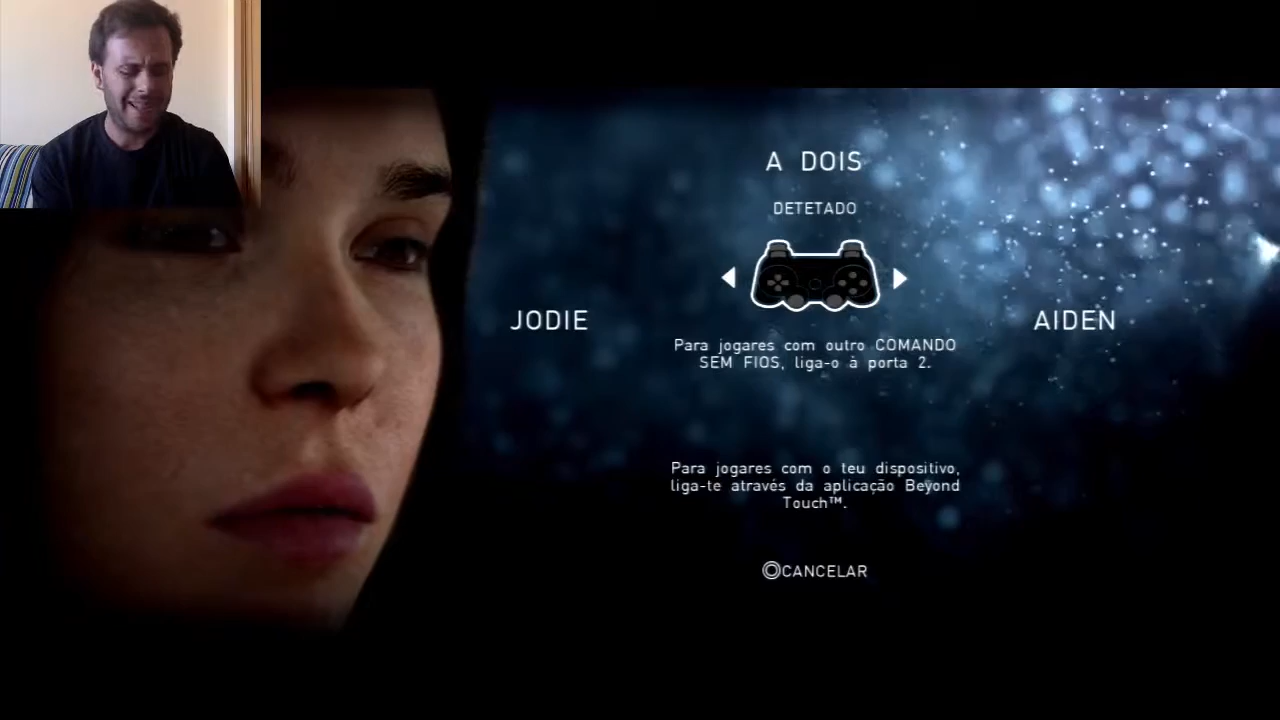 A DOIS
DETETADO
JODIE
AIDEN
Para jogares com outro COMANDO
SEM FIOS, liga-o à porta 2.
Para jogares com o teu dispositivo,
liga-te através da aplicação Beyond
Touch™.
CANCELAR